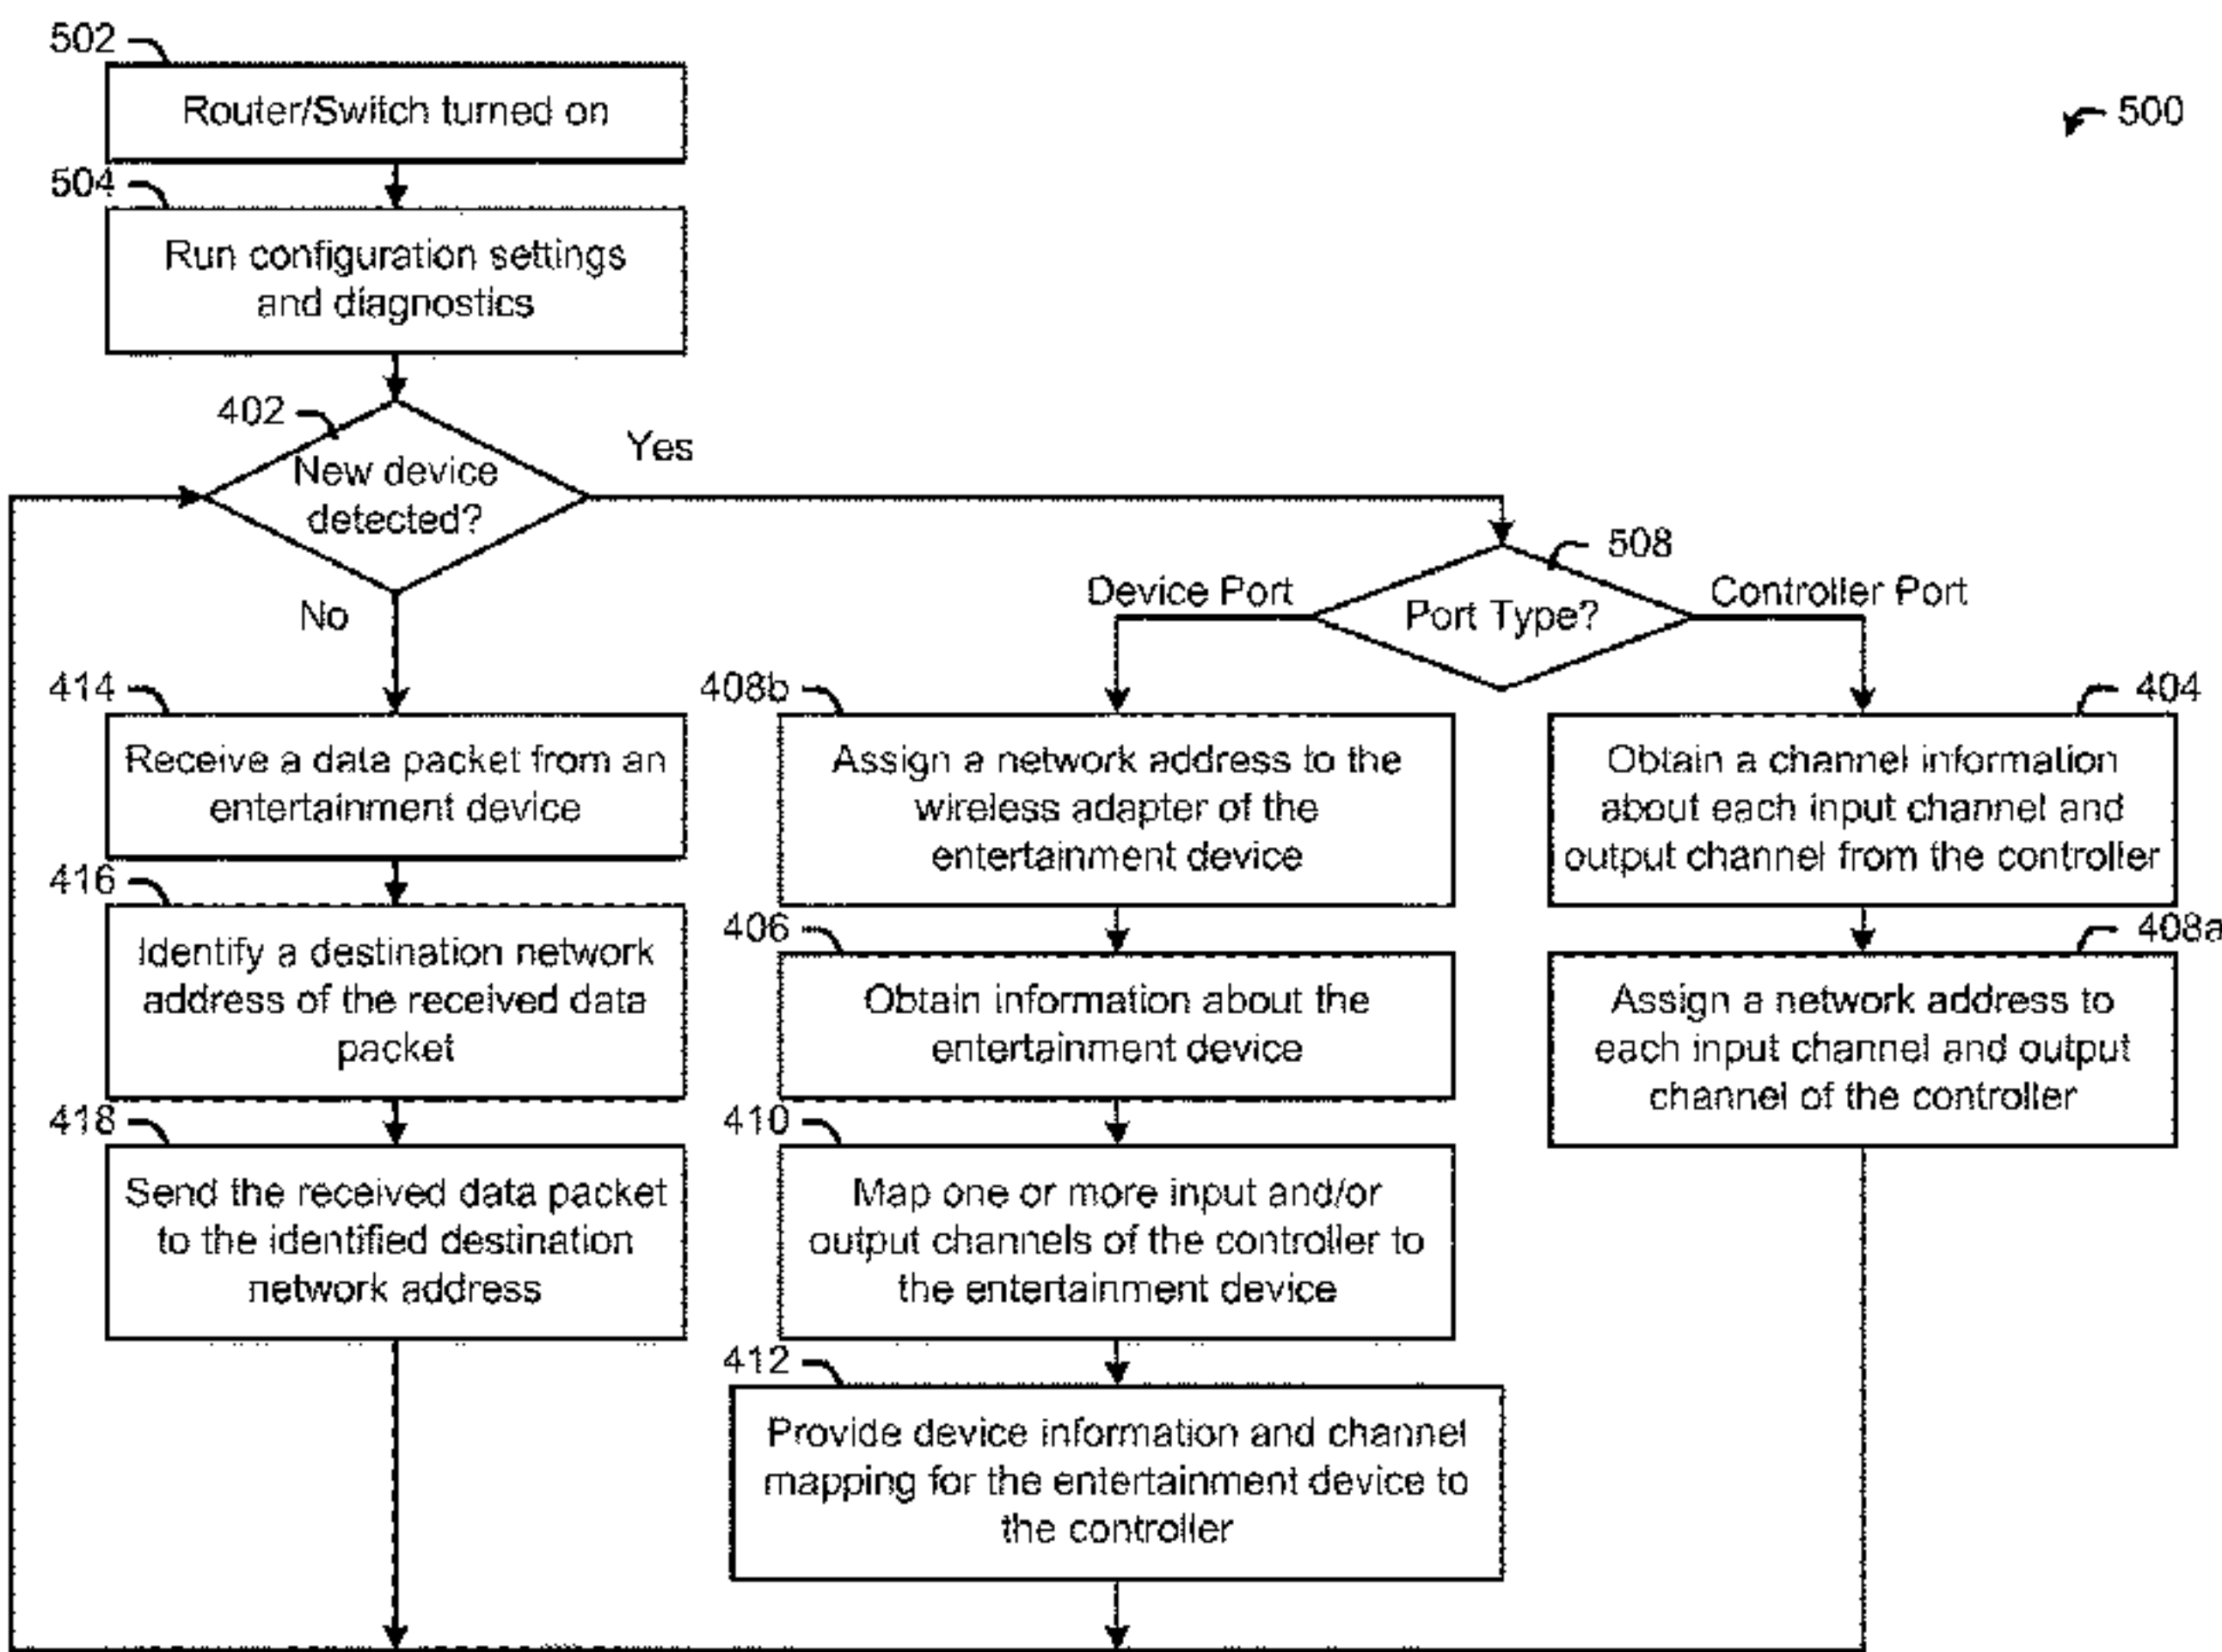 502
Router/Switch turned on
500
504
Run configuration settings
and diagnostics
402
New device
detected?
Yes
No
508
Port Type?
Device Port
Controller Port
414
Receive a data packet from an
entertainment device
416
Identify a destination network
address of the received data
packet
418
Send the received data packet
to the identified destination
network address
408b
Assign a network address to the
wireless adapter of the
entertainment device
406
Obtain information about the
entertainment device
410
Map one or more input and/or
output channels of the controller to
the entertainment device
412
Provide device information and channel
mapping for the entertainment device to
the controller
404
Obtain a channel information
about each input channel and
output channel from the controller
408a
Assign a network address to
each input channel and output
channel of the controller